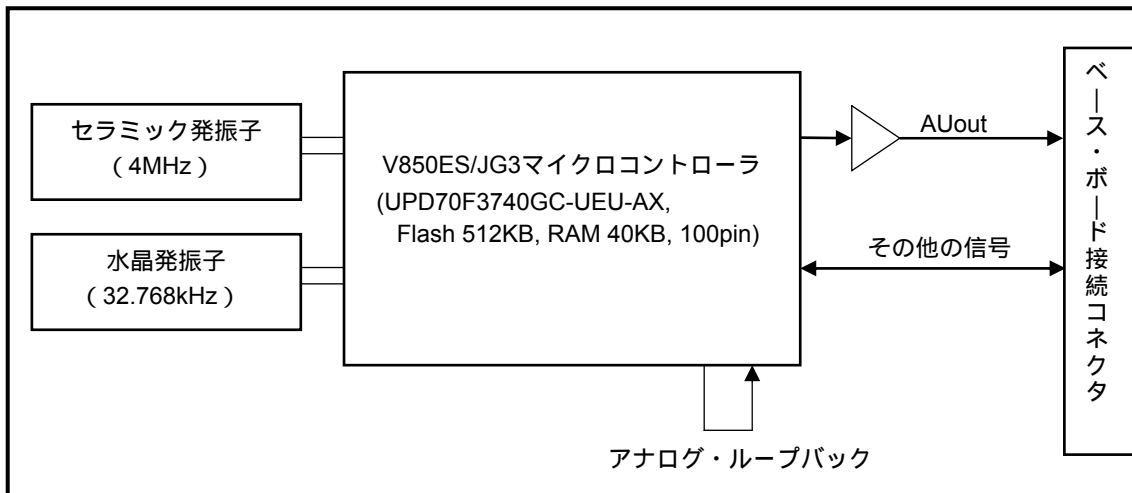 セラミック発振子
（4MHz）
水晶発振子
（32.768kHz）
V850ES/JG3マイクロコントローラ
(UPD70F3740GC-UEU-AX,
Flash 512KB, RAM 40KB, 100pin)
AUout
その他の信号
アナログ・ループバック
ベース・ボード接続コネクタ